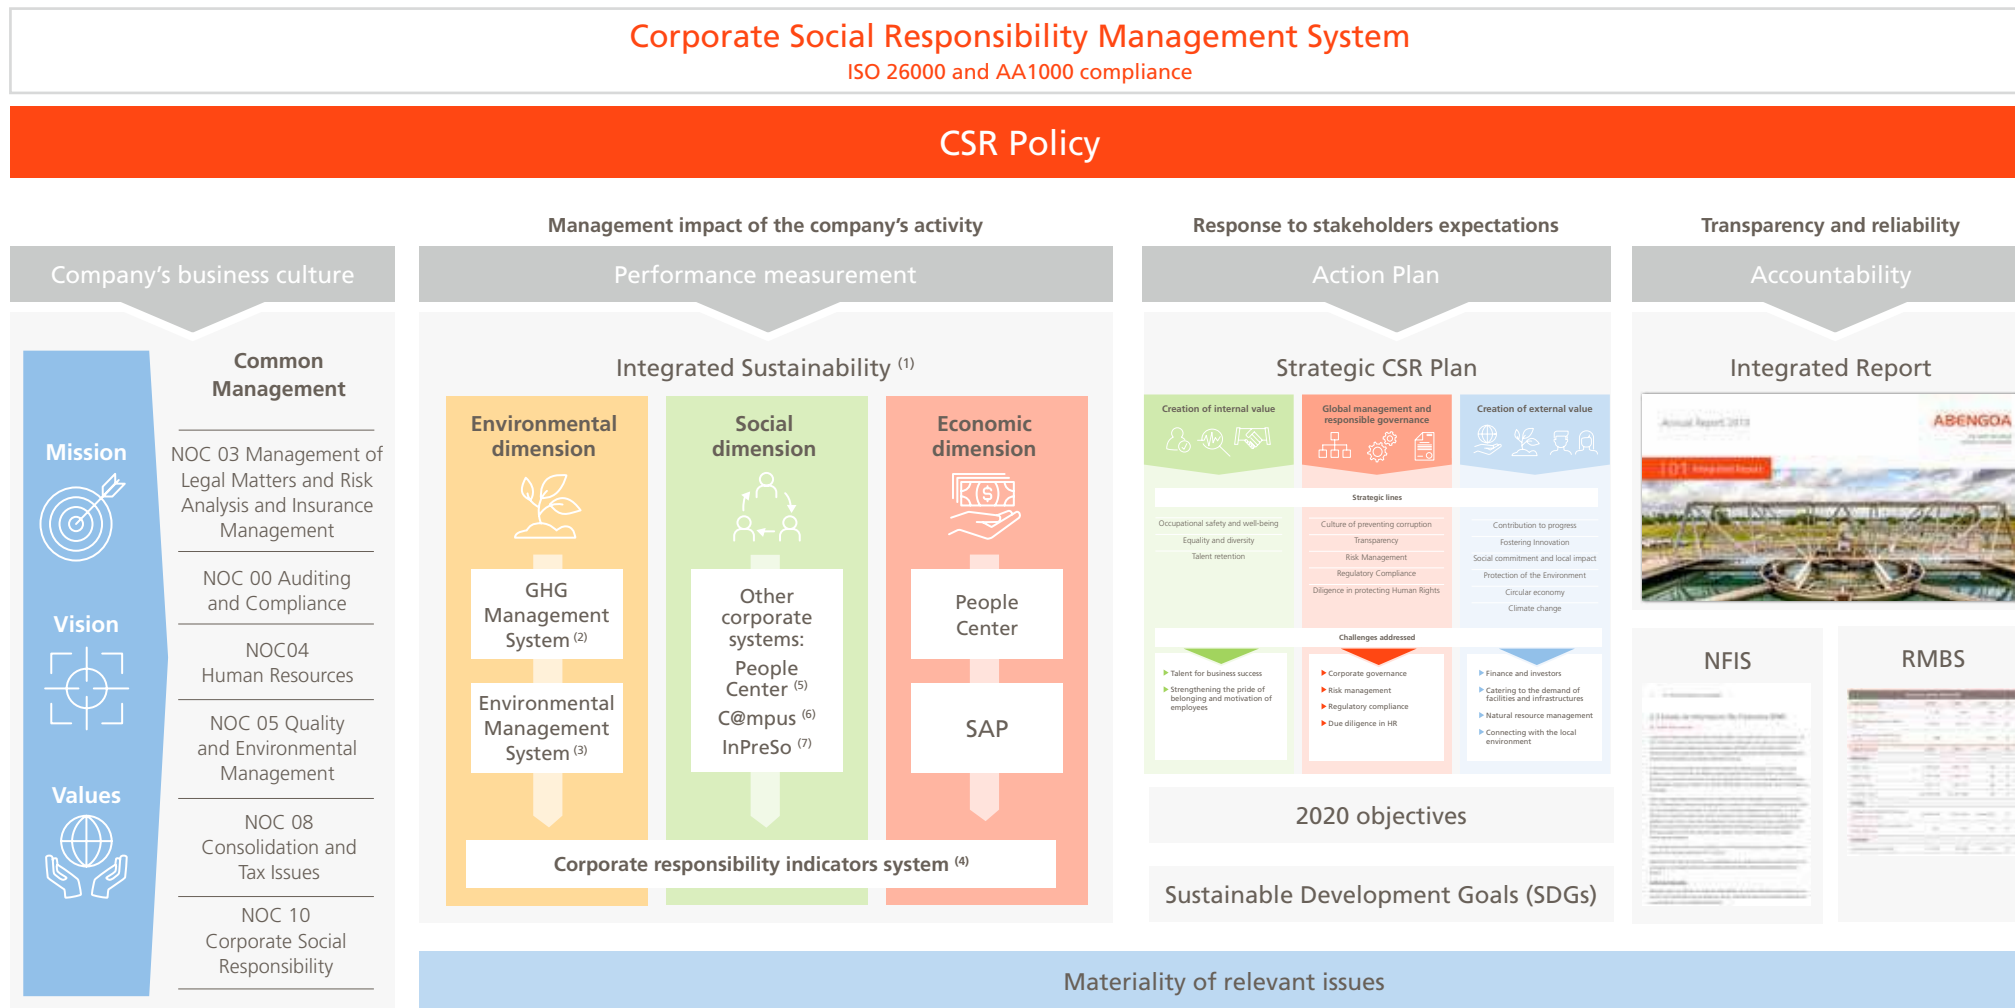 Corporate Social Responsibility Management System
ISO 26000 and AA1000 compliance
CSR Policy
Company's business culture
Mission
Vision
Values
Common
Management
NOC 03 Management of
Legal Matters and Risk
Analysis and Insurance
Management
NOC 00 Auditing
and Compliance
NOC04
Human Resources
NOC 05 Quality
and Environmental
Management
NOC 08
Consolidation and
Tax Issues
NOC 10
Corporate Social
Responsibility
Management impact of the company's activity
Performance measurement
Integrated Sustainability (1)
Environmental
dimension
GHG
Management
System (2)
Environmental
Management
System (3)
Social
dimension
Other
corporate
systems:
People
Center (5)
C@mpus (6)
InPreSo (7)
Economic
dimension
People
Center
SAP
Corporate responsibility indicators system (4)
Response to stakeholders expectations
Action Plan
Strategic CSR Plan
Creation of internal value
Global management and
responsible governance
Creation of external value
Strategic lines
Occupational safety and well-being
Equality and diversity
Talent retention
Culture of preventing corruption
Transparency
Risk Management
Regulatory Compliance
Diligence in protecting Human Rights
Contribution to progress
Fostering Innovation
Social commitment and local impact
Protection of the Environment
Circular economy
Climate change
Challenges addressed
Talent for business success
Strengthening the pride of
belonging and motivation of
employees
Corporate governance
Risk management
Regulatory compliance
Due diligence in HR
Finance and investors
Catering to the demand of
facilities and infrastructures
Natural resource management
Connecting with the local
environment
2020 objectives
Sustainable Development Goals (SDGs)
Transparency and reliability
Accountability
Integrated Report
Annual Report 2019
ABENGOA
Integrated Report
NFIS
RMBS
Materiality of relevant issues